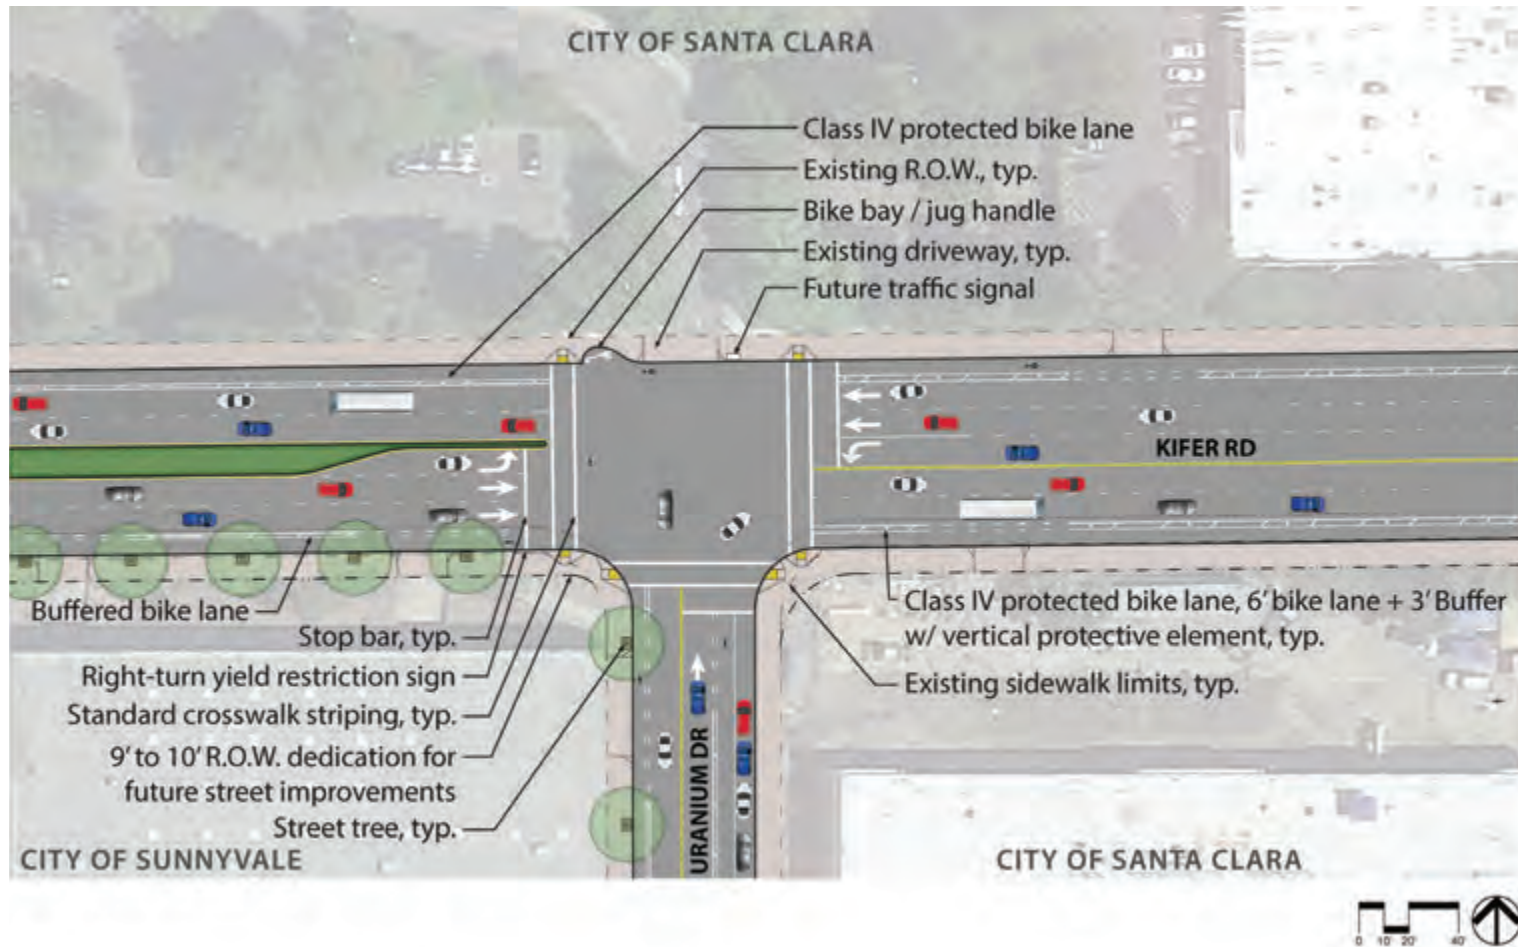 CITY OF SANTA CLARA
Class IV protected bike lane
Existing R.O.W., typ.
Bike bay / jug handle
Existing driveway, typ.
Future traffic signal
KIFER RD
Buffered bike lane
Stop bar, typ.
Right-turn yield restriction sign
Standard crosswalk striping, typ.
9' to 10' R.O.W. dedication for
future street improvements
Street tree, typ.
Class IV protected bike lane, 6' bike lane + 3' Buffer
w/ vertical protective element, typ.
Existing sidewalk limits, typ.
URANIUM DR
CITY OF SUNNYVALE
CITY OF SANTA CLARA
0 10' 20' 40'